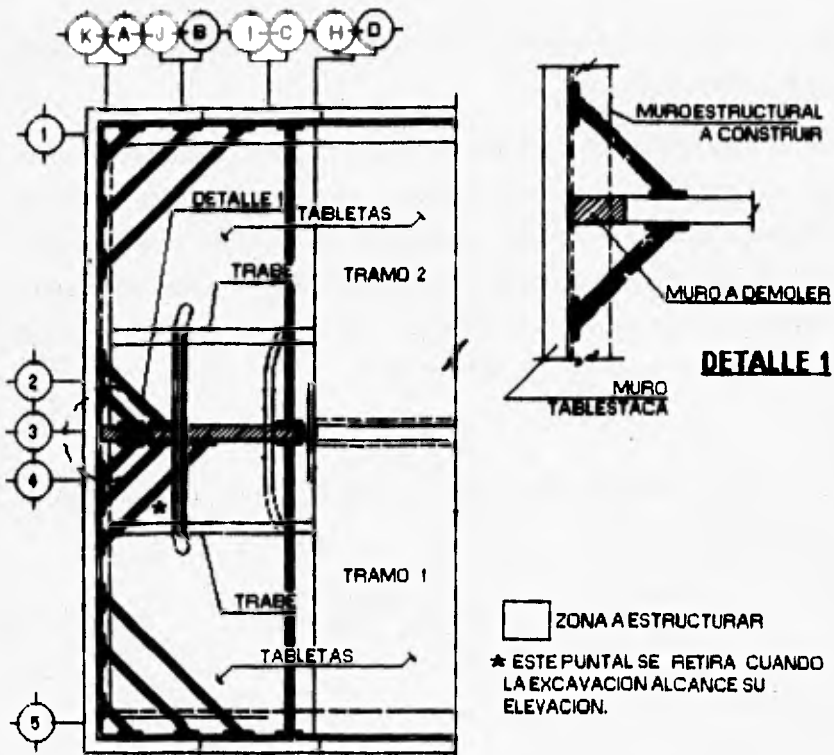 K A J B I C H D
1
MURO ESTRUCTURAL
A CONSTRUIR
DETALLE 1
TABLETAS
TRABE
TRAMO 2
MURO A DEMOLER
DETALLE 1
2
MURO
TABLESTACA
3
4
*
TRAMO 1
TRABE
ZONA A ESTRUCTURAR
TABLETAS
* ESTE PUNTAL SE RETIRA CUANDO
LA EXCAVACION ALCANCE SU
ELEVACION.
5